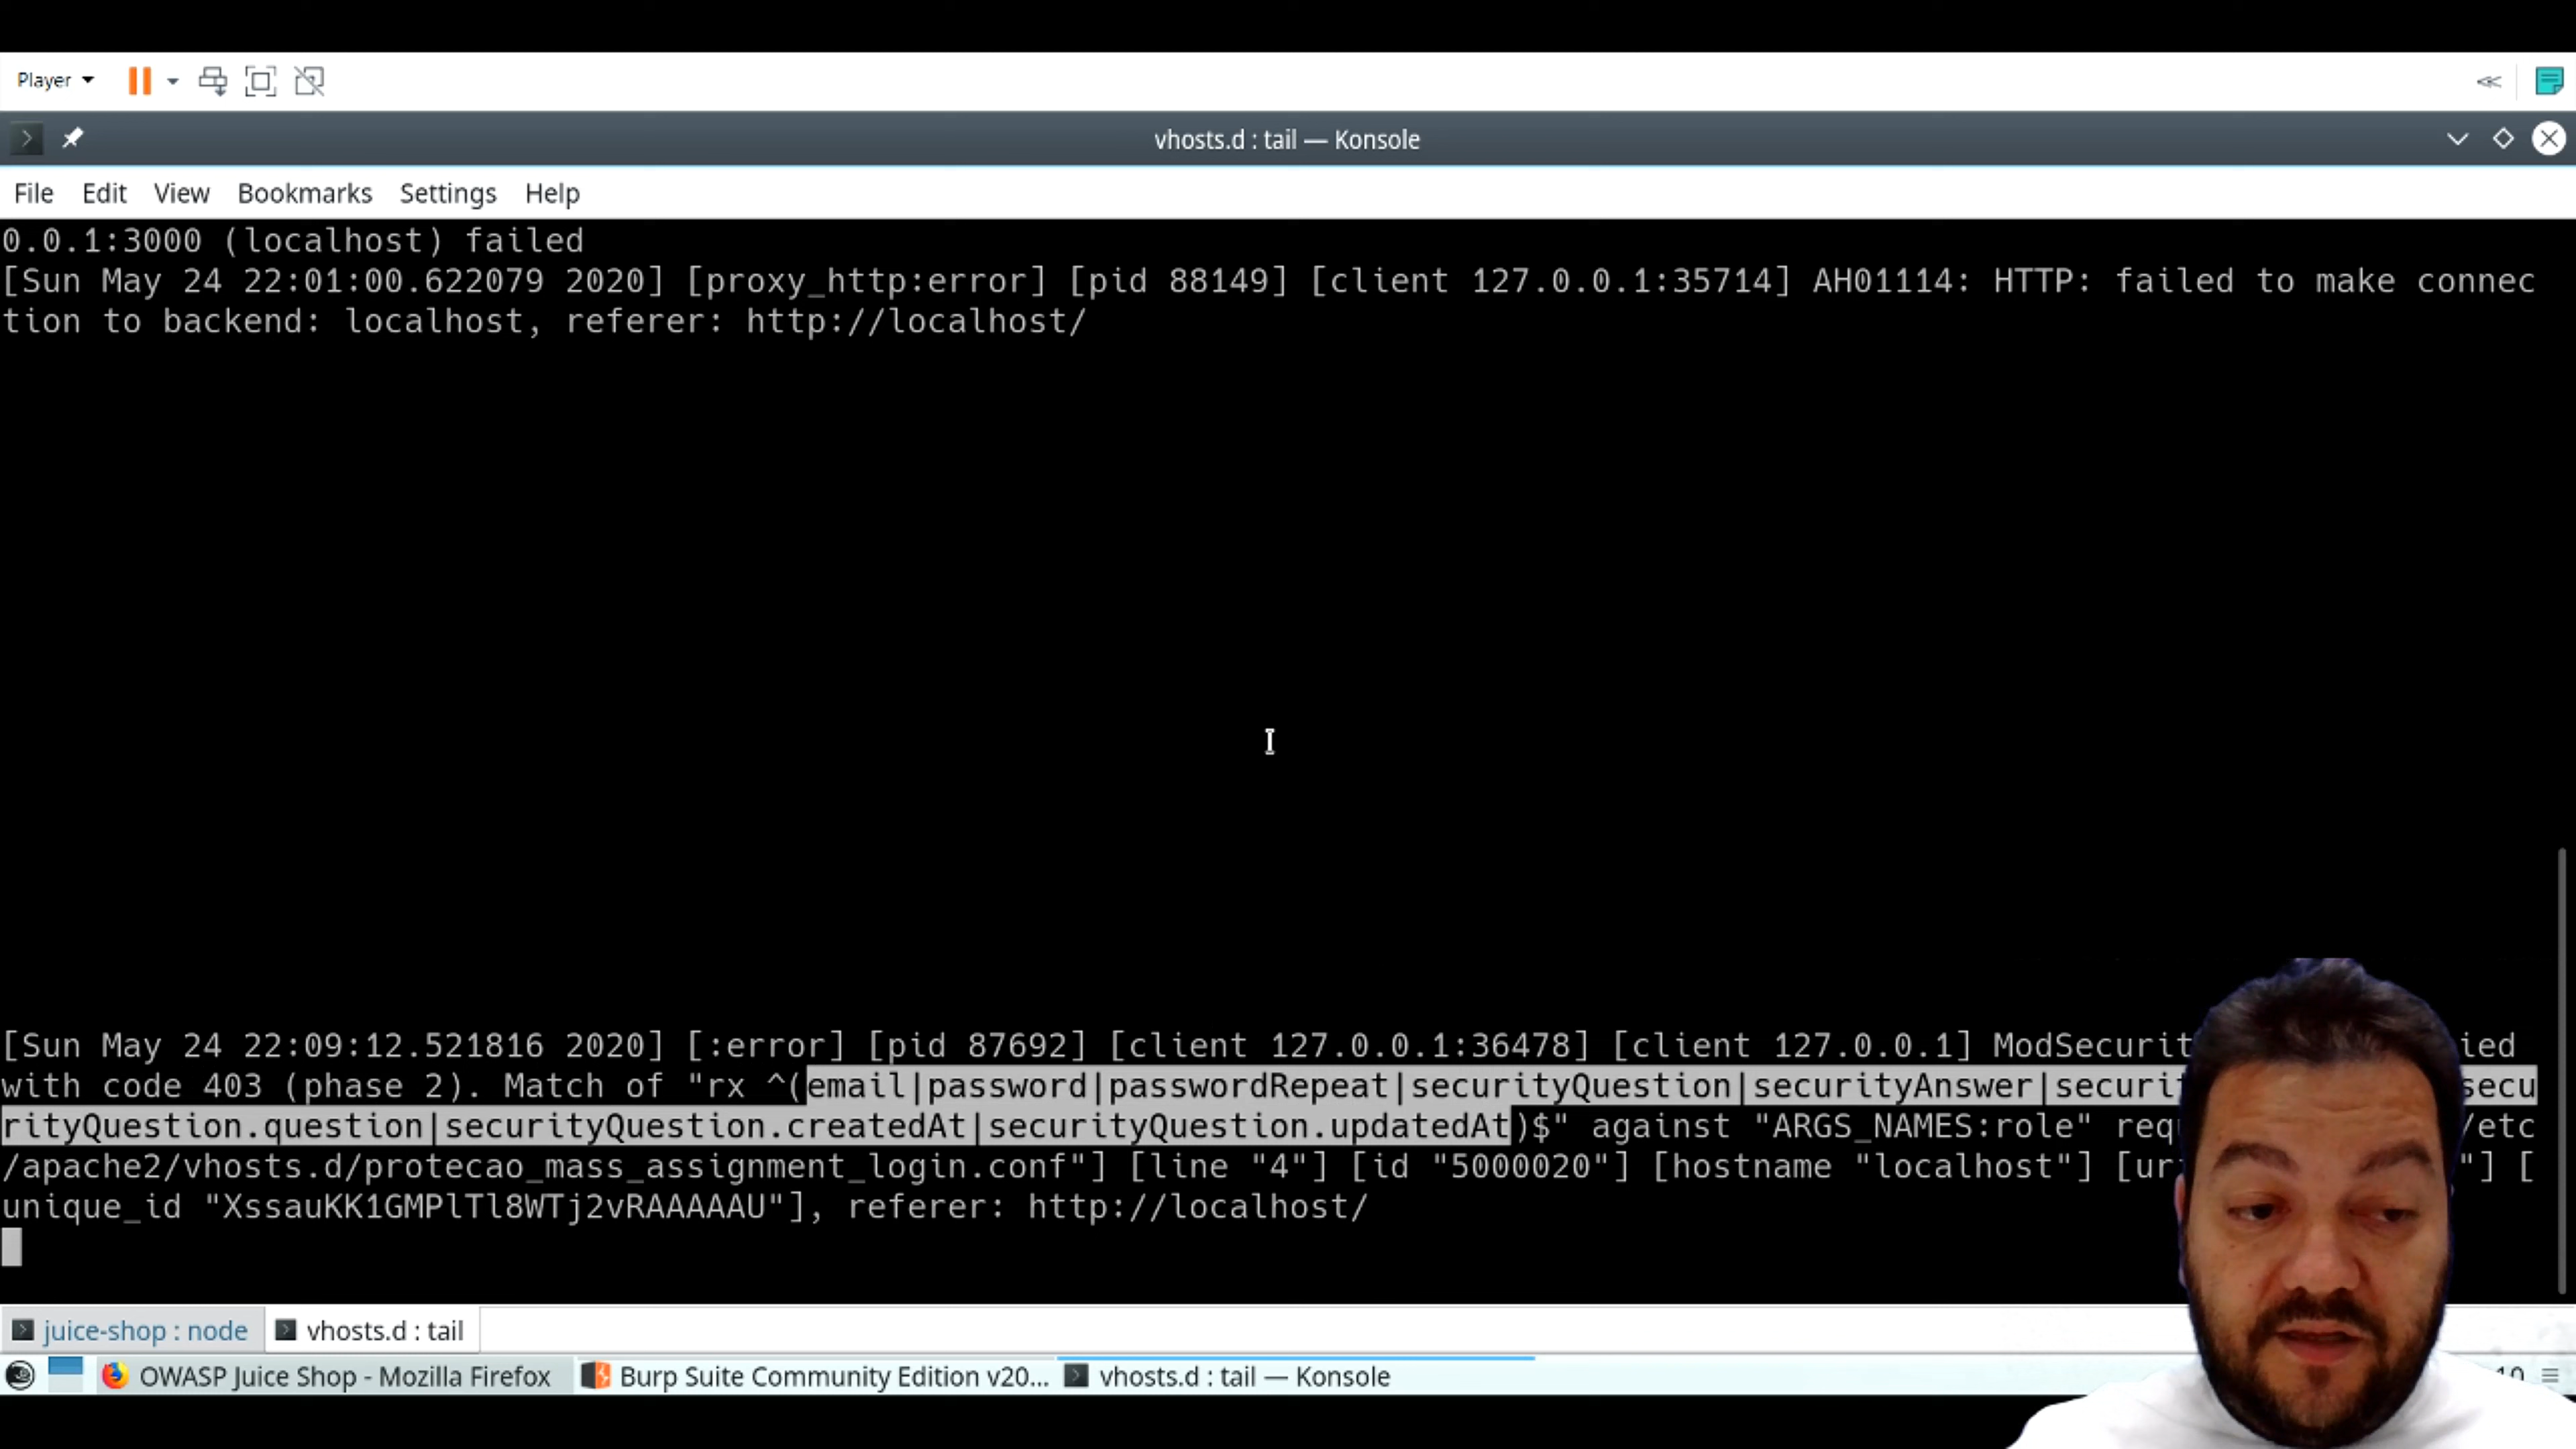 Player
vhosts.d : tail — Konsole
File Edit View Bookmarks Settings Help
0.0.1:3000 (localhost) failed
[Sun May 24 22:01:00.622079 2020] [proxy_http:error] [pid 88149] [client 127.0.0.1:35714] AH01114: HTTP: failed to make connec
tion to backend: localhost, referer: http://localhost/
[Sun May 24 22:09:12.521816 2020] [:error] [pid 87692] [client 127.0.0.1:36478] [client 127.0.0.1]
with code 403 (phase 2). Match of "rx ^(email|password|passwordRepeat|securityQuestion|securityAnswer| secu
rityQuestion.question|securityQuestion.createdAt|securityQuestion.updatedAt)$" against "ARGS_NAMES:role" /etc
/apache2/vhosts.d/protecao_mass_assignment_login.conf"] [line "4"] [id "5000020"] [hostname "localhost"] "] [
unique_id "XssauKK1GMPlTl8WTj2vRAAAAAU"], referer: http://localhost/
juice-shop : node vhosts.d : tail
OWASP Juice Shop - Mozilla Firefox Burp Suite Community Edition v20... vhosts.d : tail — Konsole